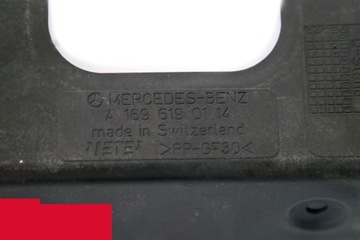 MERCEDES-BENZ
A 169 619 01 14
made in Switzerland
>PP-GF30<